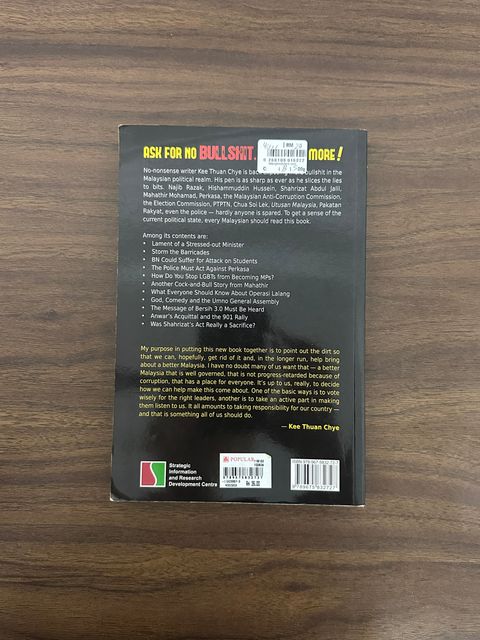 ASK FOR NO BULLSHIT. MORE!
No-nonsense writer Kee Thuan Chye is bac bullshit in the
Malaysian political realm. His pen is as sharp as ever as he slices the lies
to bits. Najib Razak, Hishammuddin Hussein, Shahrizat Abdul Jalil,
Mahathir Mohamad, Perkasa, the Malaysian Anti-Corruption Commission,
the Election Commission, PTPTN, Chua Soi Lek, Utusan Malaysia, Pakatan
Rakyat, even the police — hardly anyone is spared. To get a sense of the
current political state, every Malaysian should read this book.
Among its contents are:
• Lament of a Stressed-out Minister
• Storm the Barricades
• BN Could Suffer for Attack on Students
• The Police Must Act Against Perkasa
• How Do You Stop LGBTs from Becoming MPs?
• Another Cock-and-Bull Story from Mahathir
• What Everyone Should Know About Operasi Lalang
• God, Comedy and the Umno General Assembly
• The Message of Bersih 3.0 Must Be Heard
• Anwar's Acquittal and the 901 Rally
• Was Shahrizat's Act Really a Sacrifice?
My purpose in putting this new book together is to point out the dirt so
that we can, hopefully, get rid of it and, in the longer run, help bring
about a better Malaysia. I have no doubt many of us want that — a better
Malaysia that is well governed, that is not progress-retarded because of
corruption, that has a place for everyone. It's up to us, really, to decide
how we can help make this come about. One of the basic ways is to vote
wisely for the right leaders, another is to take an active part in making
them listen to us. It all amounts to taking responsibility for our country —
and that is something all of us should do.
— Kee Thuan Chye
Strategic
Information
and Research
Development Centre
POPULAR
ISBN 978-967-5832-72-7
9 789675 832727